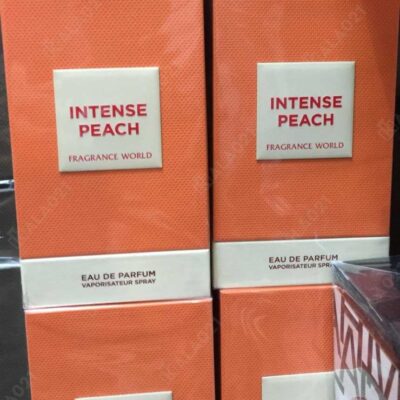 INTENSE
PEACH
FRAGRANCE WORLD
EAU DE PARFUM
VAPORISATEUR SPRAY
INTENSE
PEACH
FRAGRANCE WORLD
EAU DE PARFUM
VAPORISATEUR SPRAY